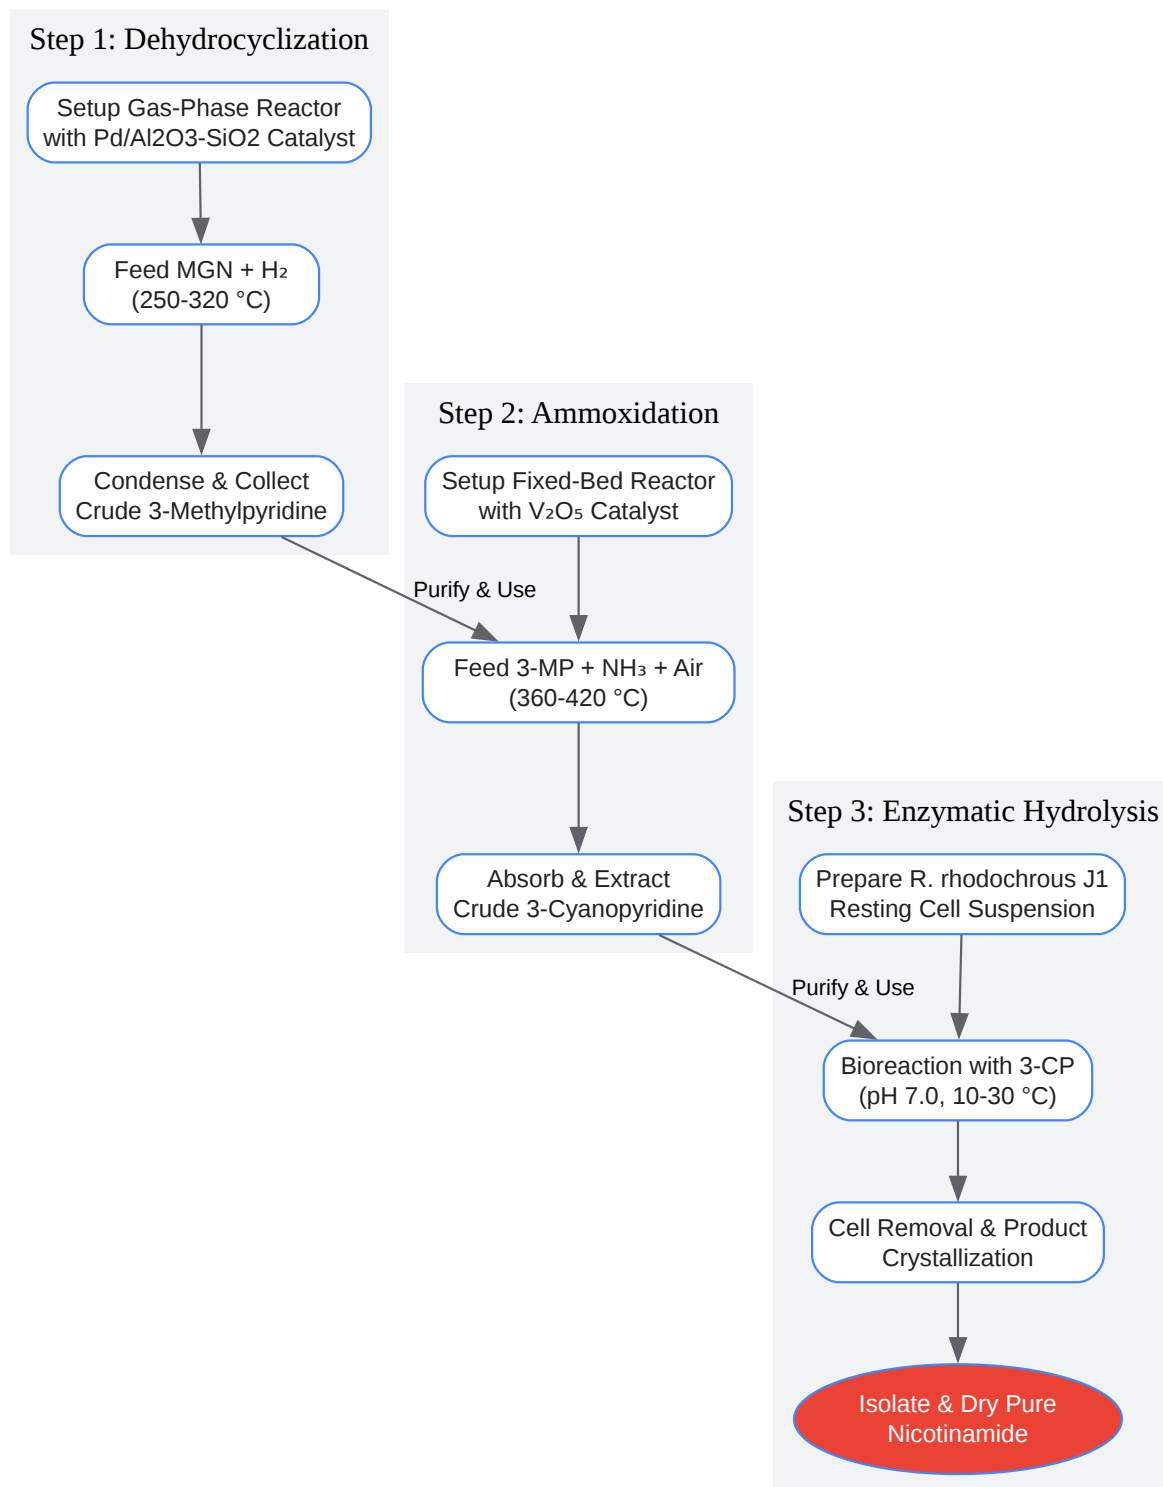 Step 1: Dehydrocyclization
Setup Gas-Phase Reactor
with Pd/Al2O3-SiO2 Catalyst
Feed MGN + H₂
(250-320 °C)
Condense & Collect
Crude 3-Methylpyridine
Step 2: Ammoxidation
Setup Fixed-Bed Reactor
with V₂O₅ Catalyst
Purify & Use
Feed 3-MP + NH₃ + Air
(360-420 °C)
Absorb & Extract
Crude 3-Cyanopyridine
Step 3: Enzymatic Hydrolysis
Prepare R. rhodochrous J1
Resting Cell Suspension
Purify & Use
Bioreaction with 3-CP
(pH 7.0, 10-30 °C)
Cell Removal & Product
Crystallization
Isolate & Dry Pure
Nicotinamide